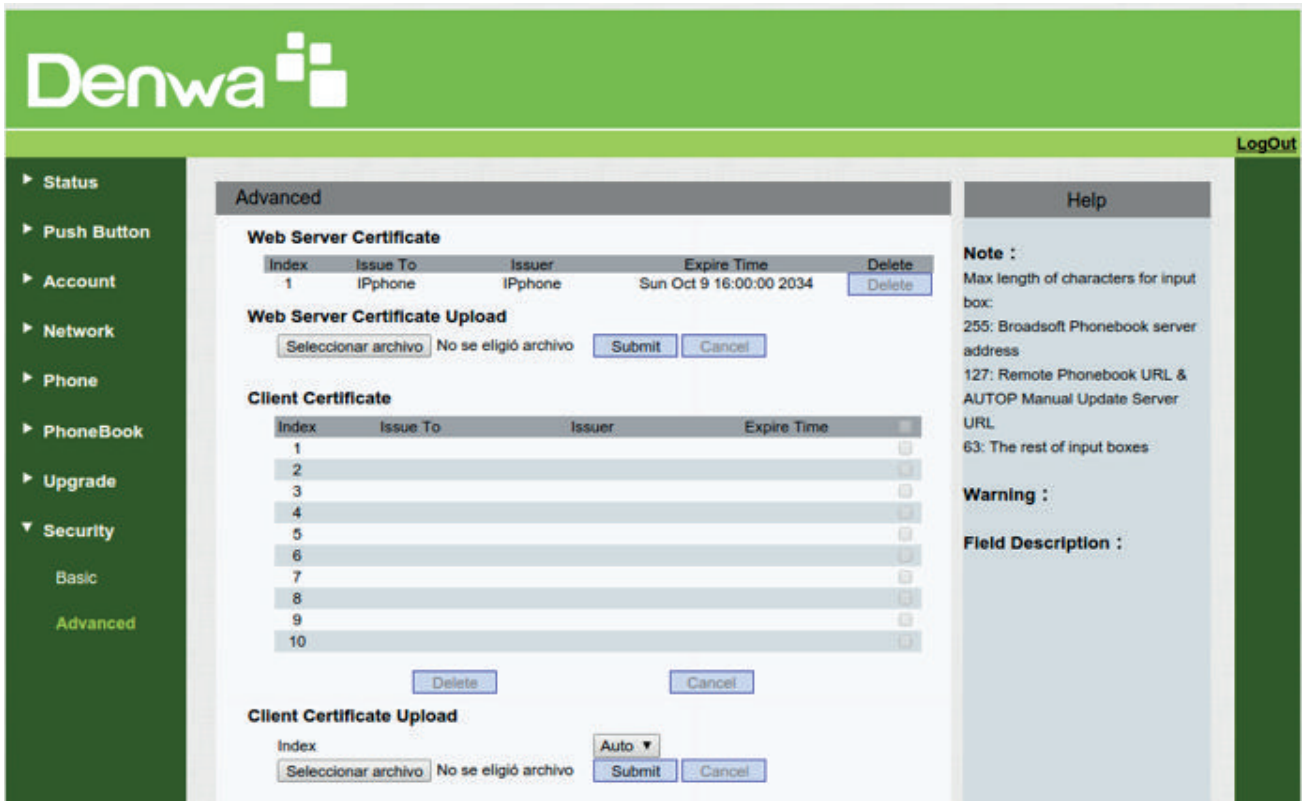 Denwa
LogOut
Status
Push Button
Account
Network
Phone
PhoneBook
Upgrade
Security
Basic
Advanced
Advanced
Web Server Certificate
Index Issue To Issuer Expire Time Delete
1 IPphone IPphone Sun Oct 9 16:00:00 2034 Delete
Web Server Certificate Upload
Seleccionar archivo No se eligió archivo Submit Cancel
Client Certificate
Index Issue To Issuer Expire Time
1
2
3
4
5
6
7
8
9
10
Delete Cancel
Client Certificate Upload
Index Auto ▼
Seleccionar archivo No se eligió archivo Submit Cancel
Help
Note :
Max length of characters for input
box:
255: Broadsoft Phonebook server
address
127: Remote Phonebook URL &
AUTOP Manual Update Server
URL
63: The rest of input boxes
Warning :
Field Description :